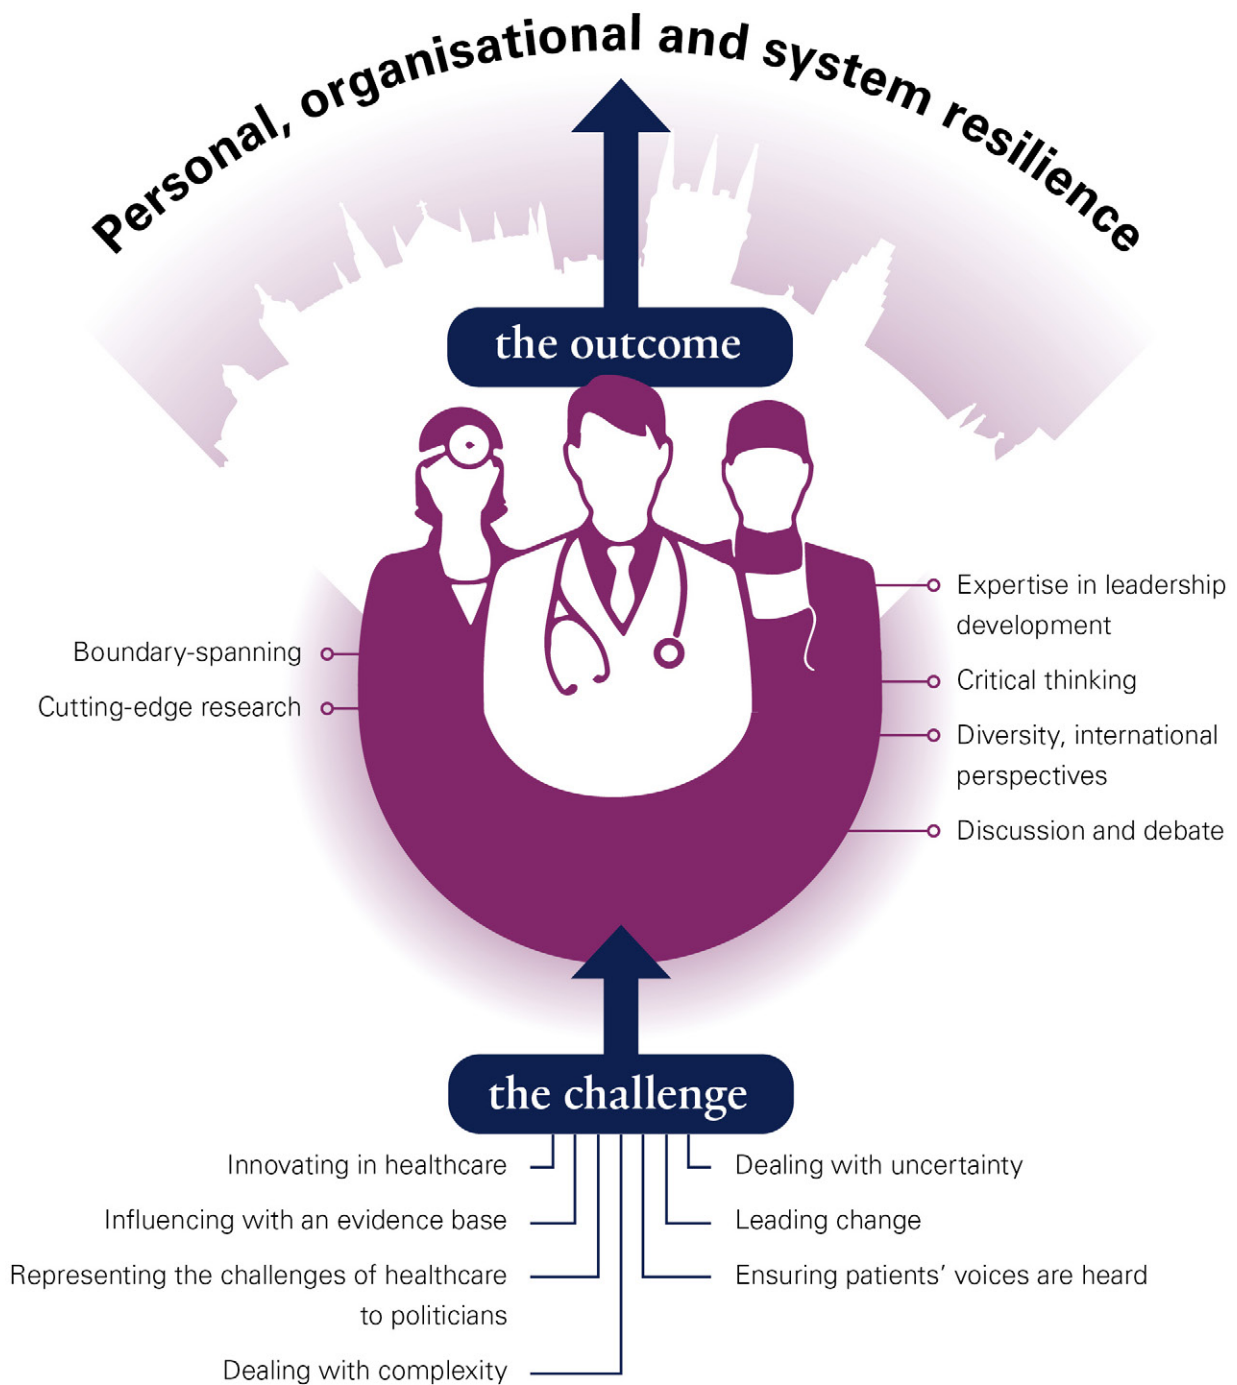 Personal, organisational and system resilience
the outcome
Boundary-spanning
Cutting-edge research
Expertise in leadership
development
Critical thinking
Diversity, international
perspectives
Discussion and debate
the challenge
Innovating in healthcare
Influencing with an evidence base
Representing the challenges of healthcare
to politicians
Dealing with complexity
Dealing with uncertainty
Leading change
Ensuring patients’ voices are heard